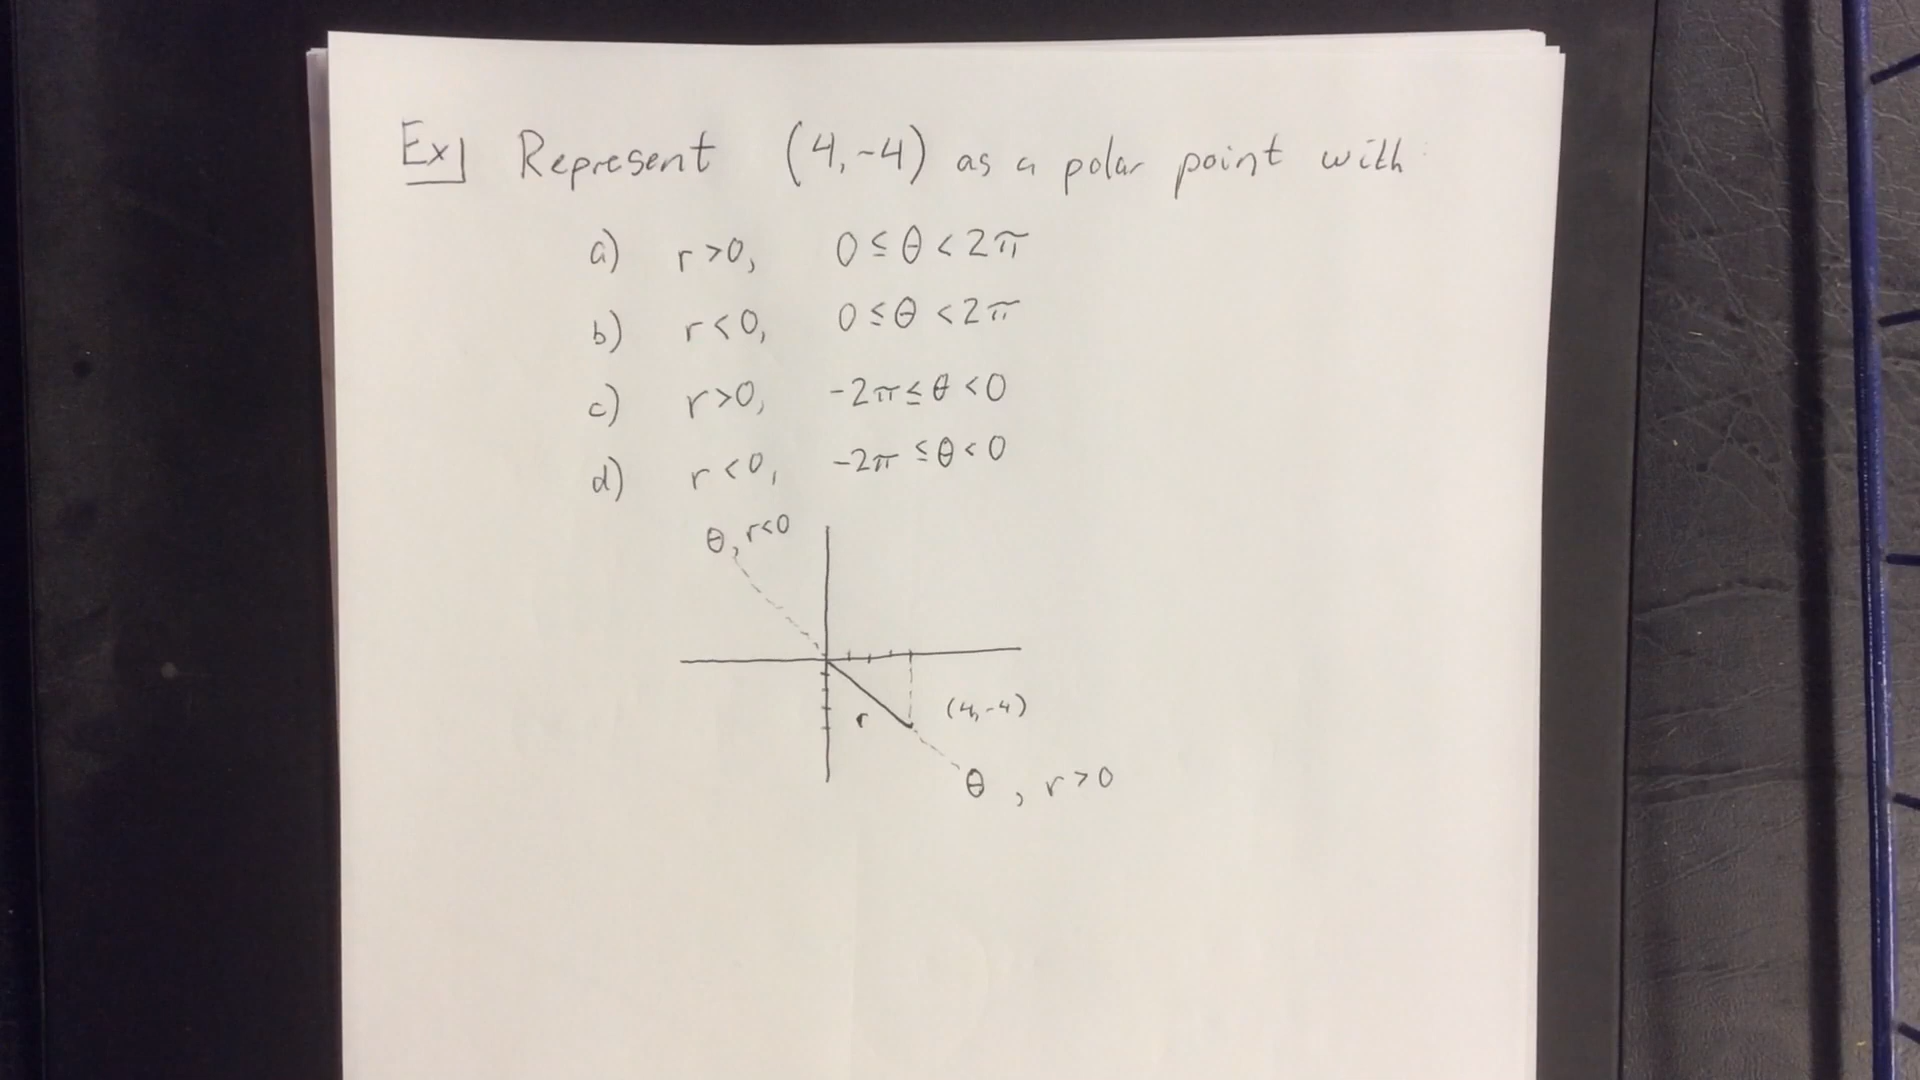 Ex] Represent (4,-4) as a polar point with
a) r>0, 0≤θ<2π
b) r<0, 0≤θ<2π
c) r>0, -2π≤θ<0
d) r<0, -2π≤θ<0
θ, r<0
r
(4,-4)
θ, r>0